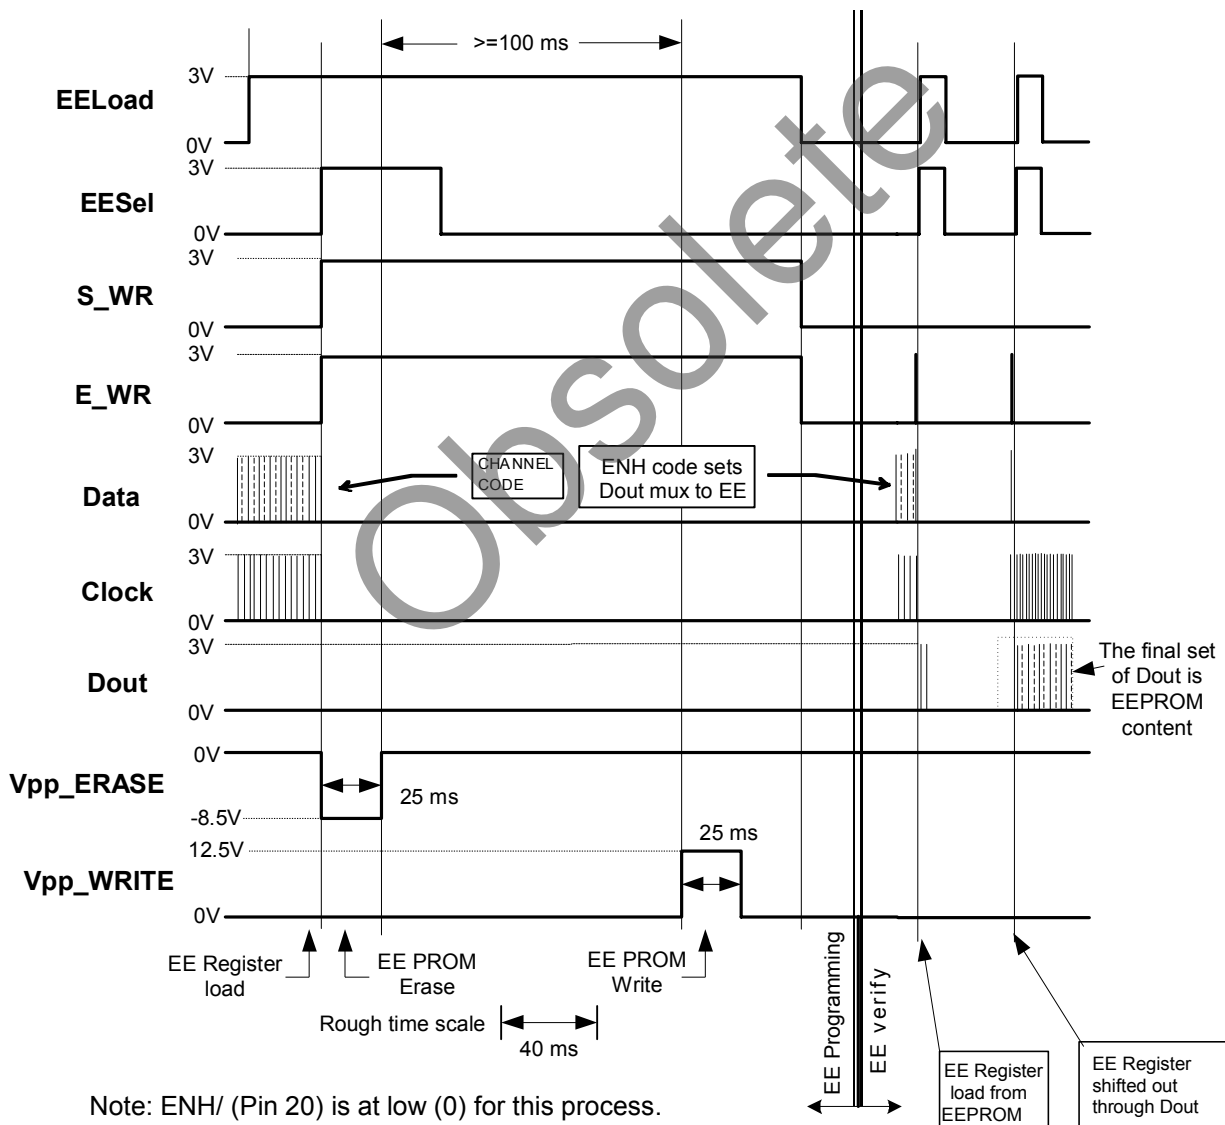 >=100 ms
3V
EELoad
0V
3V
EESel
0V
3V
S_WR
0V
3V
E_WR
0V
3V
CHANNEL
CODE
ENH code sets
Dout mux to EE
Data
0V
3V
Clock
0V
3V
Dout
0V
The final set
of Dout is
EEPROM
content
0V
Vpp_ERASE
25 ms
-8.5V
12.5V
25 ms
Vpp_WRITE
0V
EE Register
load
EE PROM
Erase
EE PROM
Write
Rough time scale
40 ms
EE Programming
EE verify
EE Register
load from
EEPROM
EE Register
shifted out
through Dout
Note: ENH/ (Pin 20) is at low (0) for this process.
Obsolete